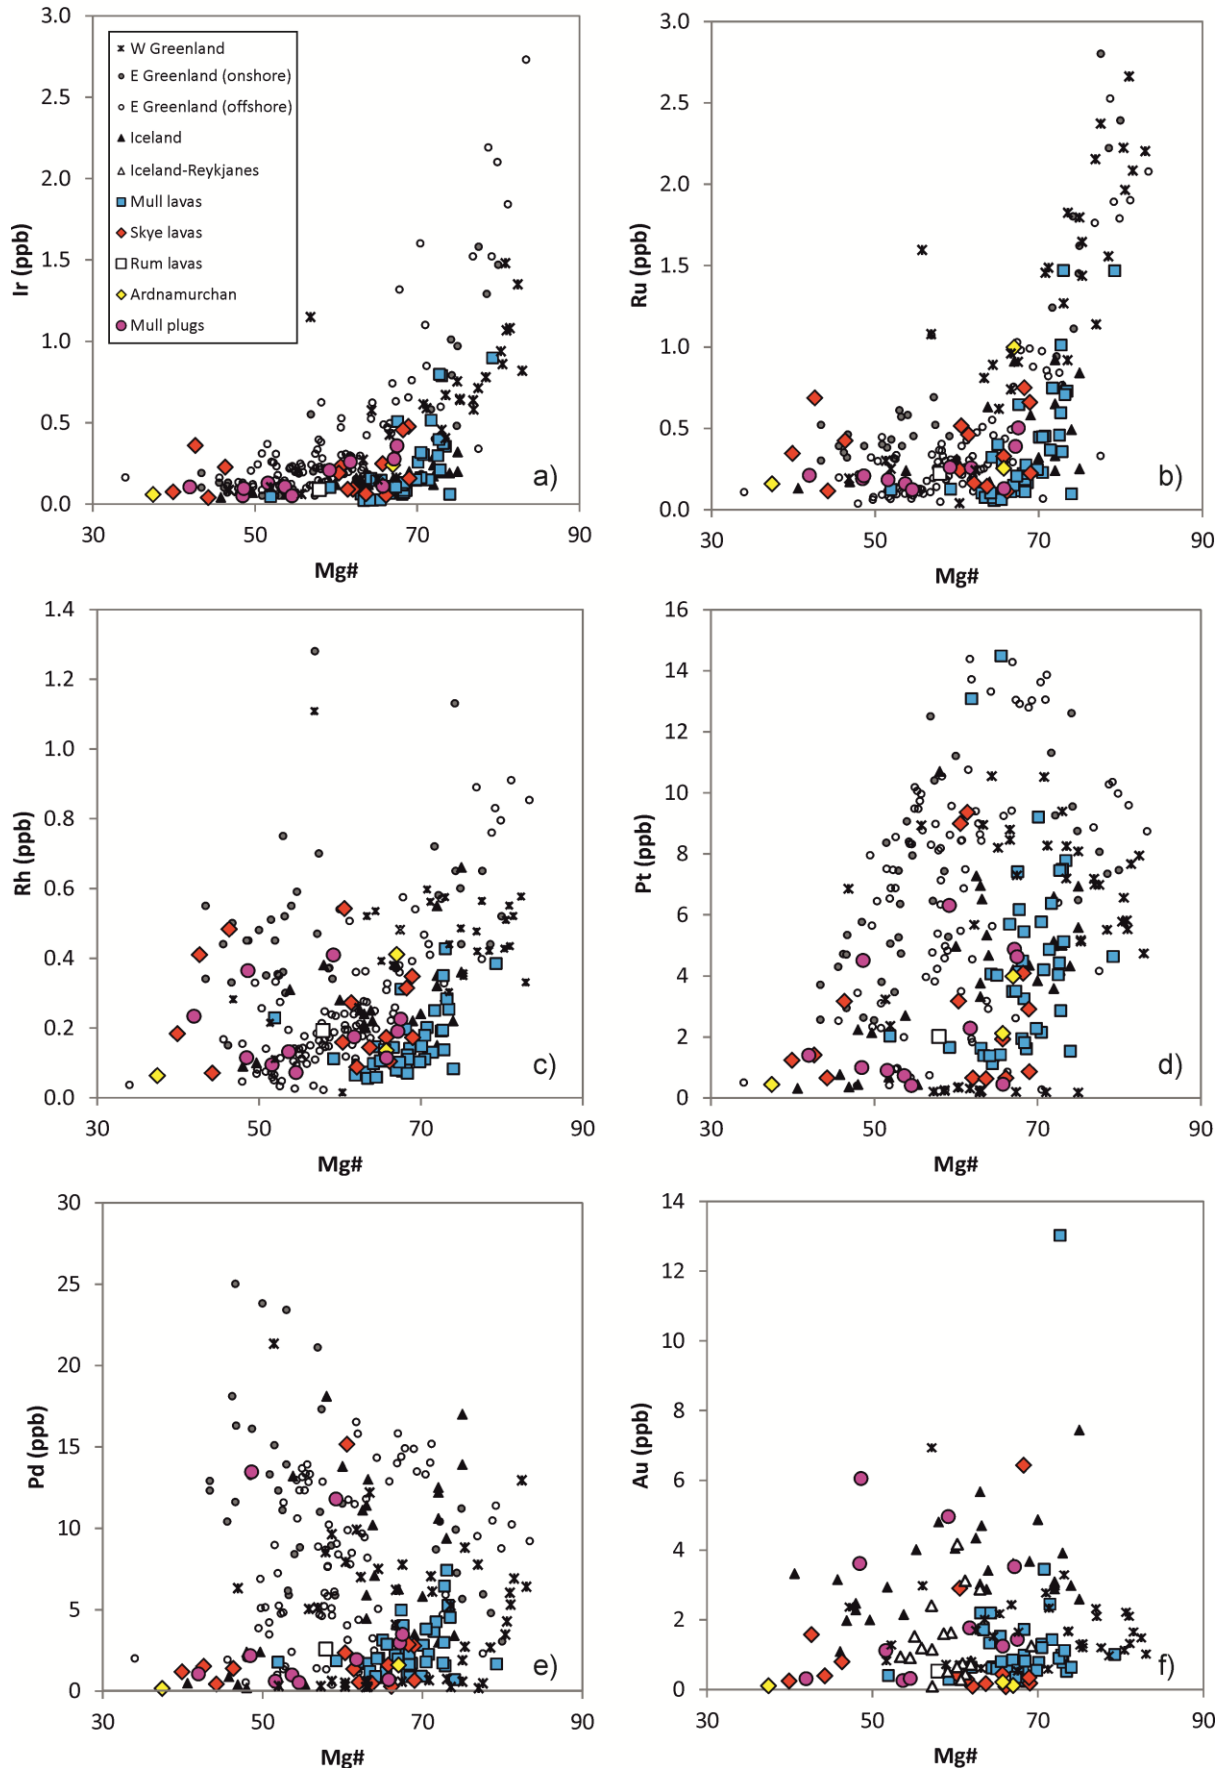 3.0
2.5
2.0
1.5
1.0
0.5
0.0
Ir (ppb)
W Greenland
E Greenland (onshore)
E Greenland (offshore)
Iceland
Iceland-Reykjanes
Mull lavas
Skye lavas
Rum lavas
Ardnamurchan
Mull plugs
a)
30 50 70 90
Mg#
3.0
2.5
2.0
1.5
1.0
0.5
0.0
Ru (ppb)
b)
30 50 70 90
Mg#
1.4
1.2
1.0
0.8
0.6
0.4
0.2
0.0
Rh (ppb)
c)
30 50 70 90
Mg#
16
14
12
10
8
6
4
2
0
Pt (ppb)
d)
30 50 70 90
Mg#
30
25
20
15
10
5
0
Pd (ppb)
e)
30 50 70 90
Mg#
14
12
10
8
6
4
2
0
Au (ppb)
f)
30 50 70 90
Mg#